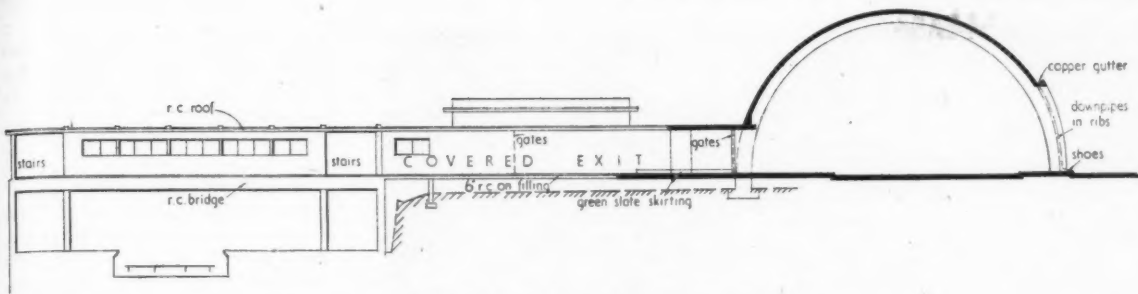 copper gutter
r.c. roof
downpipes
in ribs
gates
gates
stairs
stairs
COVERED EXIT
shoes
6" r.c. on filling
r.c. bridge
green slate skirting